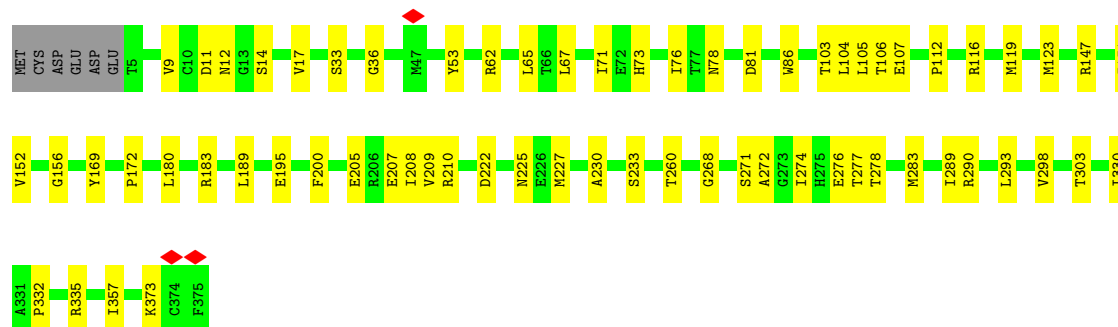 MET CYS ASP GLU ASP GLU T5 V9 C10 D11 N12 G13 S14 V17 S33 G36 M47 Y53 R62 L65 T66 L67 I71 E72 H73 I76 T77 N78 D81 W86 T103 L104 L105 T106 E107 P112 R116 M119 M123 R147
V152 G156 Y169 P172 L180 R183 L189 E195 F200 E205 R206 E207 I208 V209 R210 D222 N225 E226 M227 A230 S233 T260 G268 S271 A272 G273 I274 H275 E276 T277 T278 M283 I289 R290 L293 V298 T303
A331 P332 R335 I357 K373 C374 F375